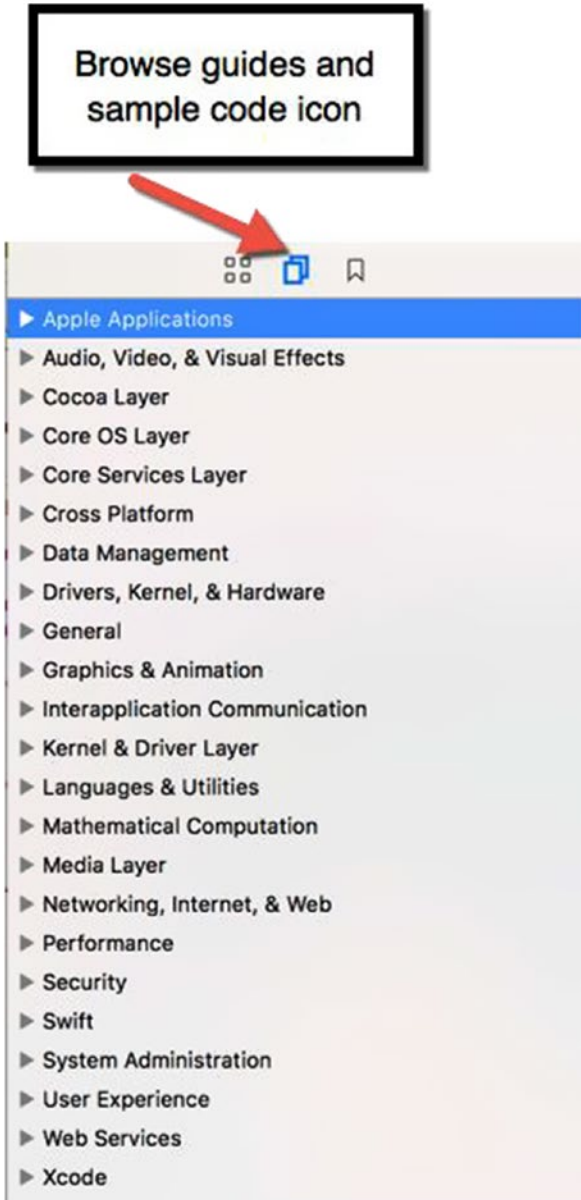 Browse guides and
sample code icon
Apple Applications
Audio, Video, & Visual Effects
Cocoa Layer
Core OS Layer
Core Services Layer
Cross Platform
Data Management
Drivers, Kernel, & Hardware
General
Graphics & Animation
Interapplication Communication
Kernel & Driver Layer
Languages & Utilities
Mathematical Computation
Media Layer
Networking, Internet, & Web
Performance
Security
Swift
System Administration
User Experience
Web Services
Xcode